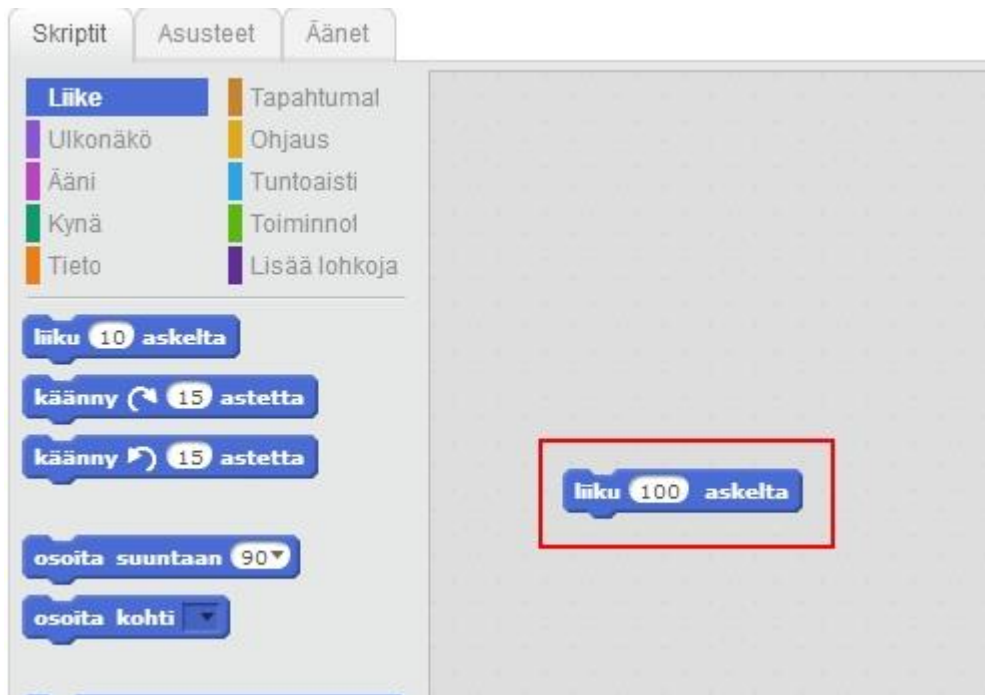 Skriptit Asusteet Äänet
Liike Tapahtumat
Ulkonäkö Ohjaus
Ääni Tuntoaisti
Kynä Toiminnot
Tieto Lisää lohkoja
liiku 10 askelta
käänny 15 astetta
käänny 15 astetta
liiku 100 askelta
osoita suuntaan 90
osoita kohti